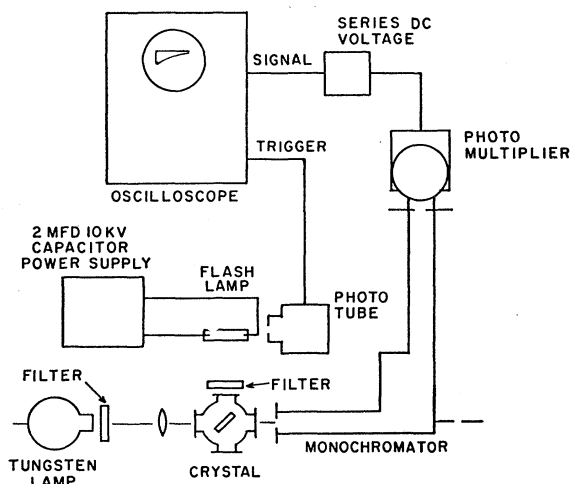 SERIES DC
VOLTAGE
SIGNAL
PHOTO
MULTIPLIER
TRIGGER
OSCILLOSCOPE
2 MFD 10 KV
CAPACITOR
POWER SUPPLY
FLASH
LAMP
PHOTO
TUBE
FILTER
FILTER
MONOCHROMATOR
TUNGSTEN
LAMP
CRYSTAL